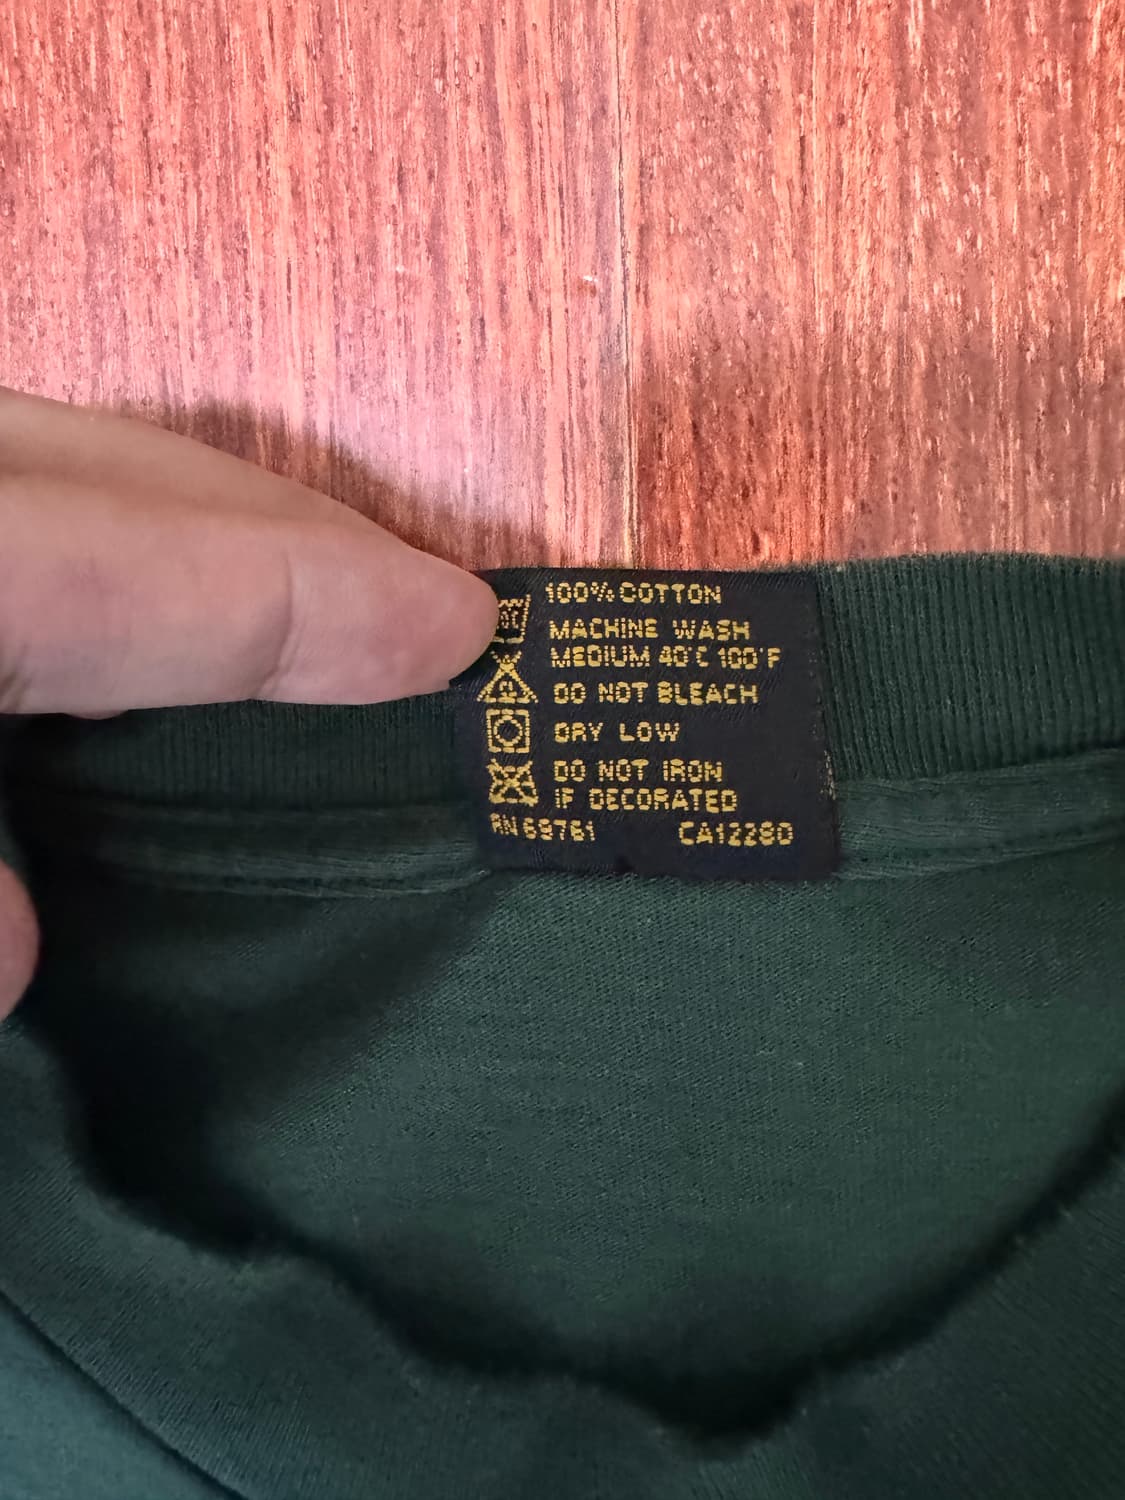 100% COTTON
MACHINE WASH
MEDIUM 40°C 100°F
DO NOT BLEACH
DRY LOW
DO NOT IRON
IF DECORATED
RN 69761 CA12280